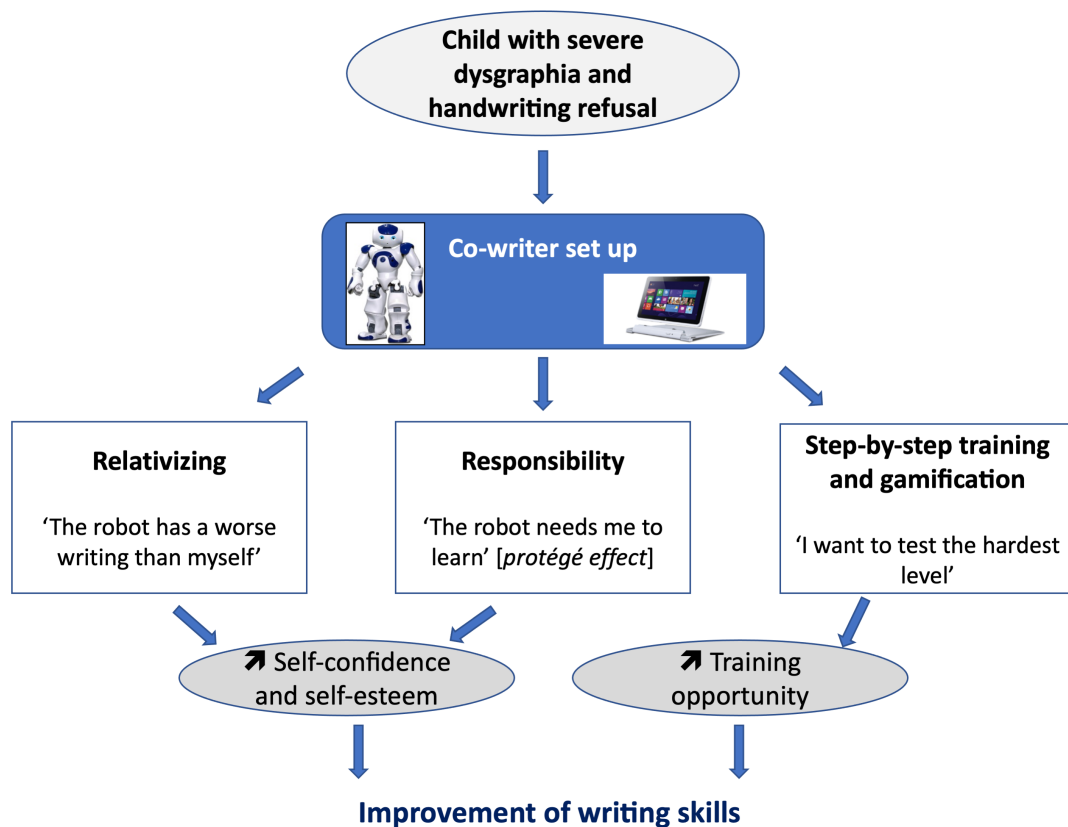 Child with severe
dysgraphia and
handwriting refusal
Co-writer set up
Relativizing
‘The robot has a worse
writing than myself’
Responsibility
‘The robot needs me to
learn’ [protégé effect]
Step-by-step training
and gamification
‘I want to test the hardest
level’
↗ Self-confidence
and self-esteem
↗ Training
opportunity
Improvement of writing skills